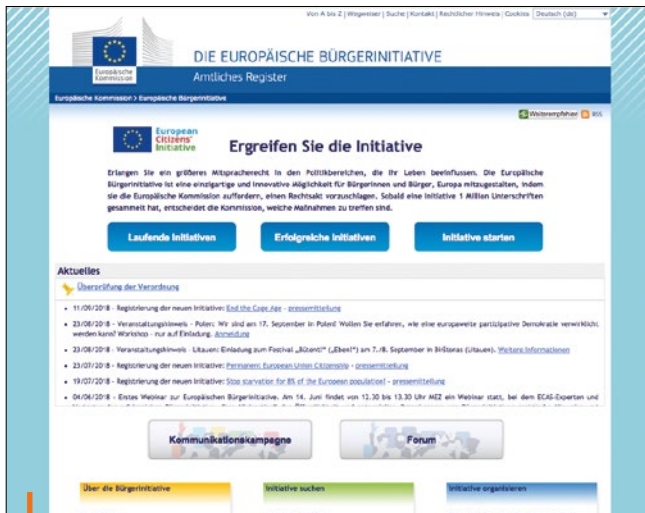 Von A bis Z | Wegweiser | Suche | Kontakt | Rechtlicher Hinweis | Cookies Deutsch (de)
Europäische
Kommission
DIE EUROPÄISCHE BÜRGERINITIATIVE
Amtliches Register
Europäische Kommission > Europäische Bürgerinitiative
Weiterempfehlen RSS
European
Citizens'
Initiative
Ergreifen Sie die Initiative
Erlangen Sie ein größeres Mitspracherecht in den Politikbereichen, die Ihr Leben beeinflussen. Die Europäische
Bürgerinitiative ist eine einzigartige und innovative Möglichkeit für Bürgerinnen und Bürger, Europa mitzugestalten, indem
sie die Europäische Kommission auffordern, einen Rechtsakt vorzuschlagen. Sobald eine Initiative 1 Million Unterschriften
gesammelt hat, entscheidet die Kommission, welche Maßnahmen zu treffen sind.
Laufende Initiativen Erfolgreiche Initiativen Initiative starten
Aktuelles
Überprüfung der Verordnung
• 11/09/2018 - Registrierung der neuen Initiative: End the Cage Age - pressemitteilung
• 23/08/2018 - Veranstaltungshinweis - Polen: Wir sind am 17. September in Polen! Wollen Sie erfahren, wie eine europaweite participative Demokratie verwirklicht
werden kann? Workshop - nur auf Einladung. Anmeldung
• 23/08/2018 - Veranstaltungshinweis - Litauen: Einladung zum Festival „Būtent!“ („Eben!“) am 7./8. September in Birštonas (Litauen). Weitere Informationen
• 23/07/2018 - Registrierung der neuen Initiative: Permanent European Union Citizenship - pressemitteilung
• 19/07/2018 - Registrierung der neuen Initiative: Stop starvation for 8% of the European population! - pressemitteilung
• 04/06/2018 - Erstes Webinar zur Europäischen Bürgerinitiative. Am 14. Juni findet von 12.30 bis 13.30 Uhr MEZ ein Webinar statt, bei dem ECAS-Experten und
Kommunikationskampagne Forum
Über die Bürgerinitiative Initiative suchen Initiative organisieren